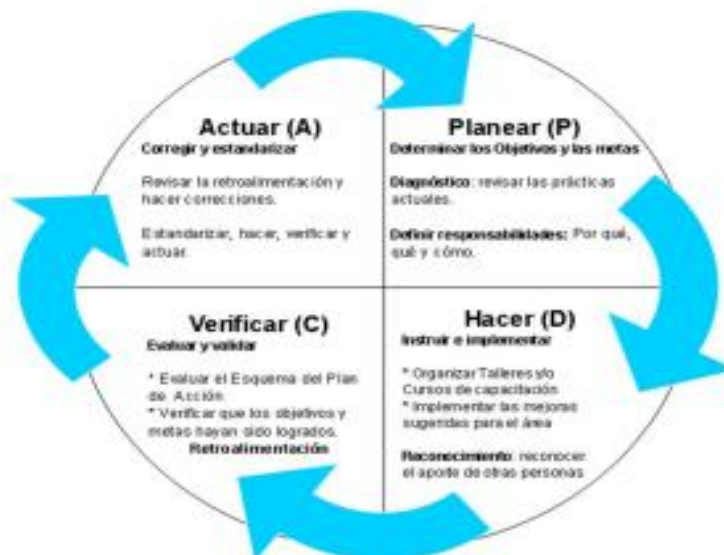 Actuar (A)
Corregir y estandarizar
Revisar la retroalimentación y
hacer correcciones.
Estandarizar, hacer, verificar y
actuar.
Planear (P)
Determinar los Objetivos y las metas
Diagnóstico: revisar las prácticas
actuales.
Definir responsabilidades: Por qué,
qué y cómo.
Verificar (C)
Evaluar y validar
* Evaluar el Esquema del Plan
de Acción.
* Verificar que los objetivos y
metas hayan sido logrados.
Retroalimentación
Hacer (D)
Instruir e implementar
* Organizar Talleres y/o
Cursos de capacitación
* Implementar las mejoras
sugeridas para el área
Reconocimiento: reconocer
el aporte de otras personas